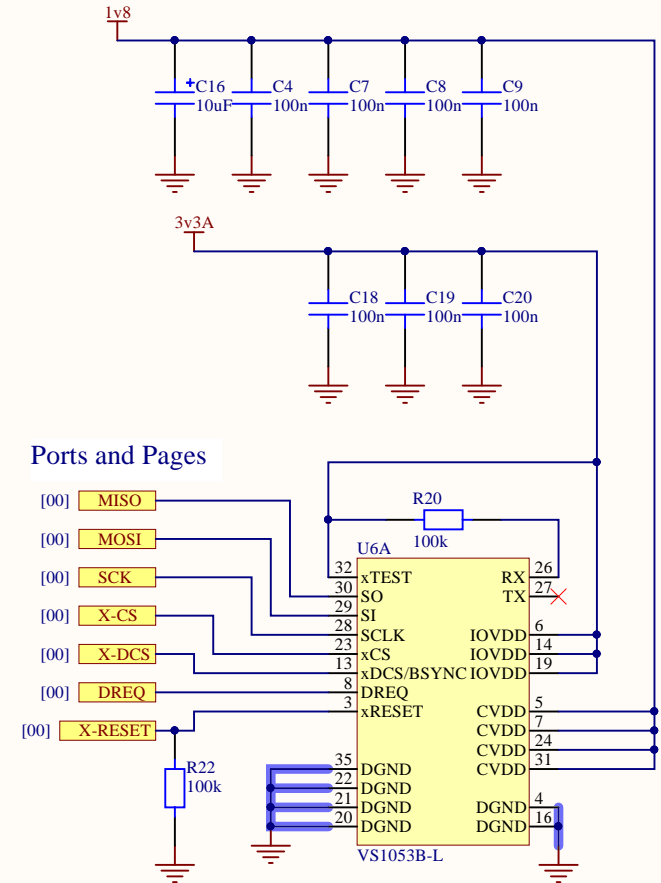 1v8
+ C16 C4 C7 C8 C9
10uF 100n 100n 100n 100n
3v3A
C18 C19 C20
100n 100n 100n
Ports and Pages
[00] MISO
[00] MOSI
[00] SCK
[00] X-CS
[00] X-DCS
[00] DREQ
[00] X-RESET
R22
100k
R20
100k
U6A
32 xTEST RX 26
30 SO TX 27
29 SI
28 SCLK IOVDD 6
23 xCS IOVDD 14
13 xDCS/BSYNC IOVDD 19
8 DREQ
3 xRESET CVDD 5
CVDD 7
CVDD 24
35 DGND CVDD 31
22 DGND
21 DGND DGND 4
20 DGND DGND 16
VS1053B-L